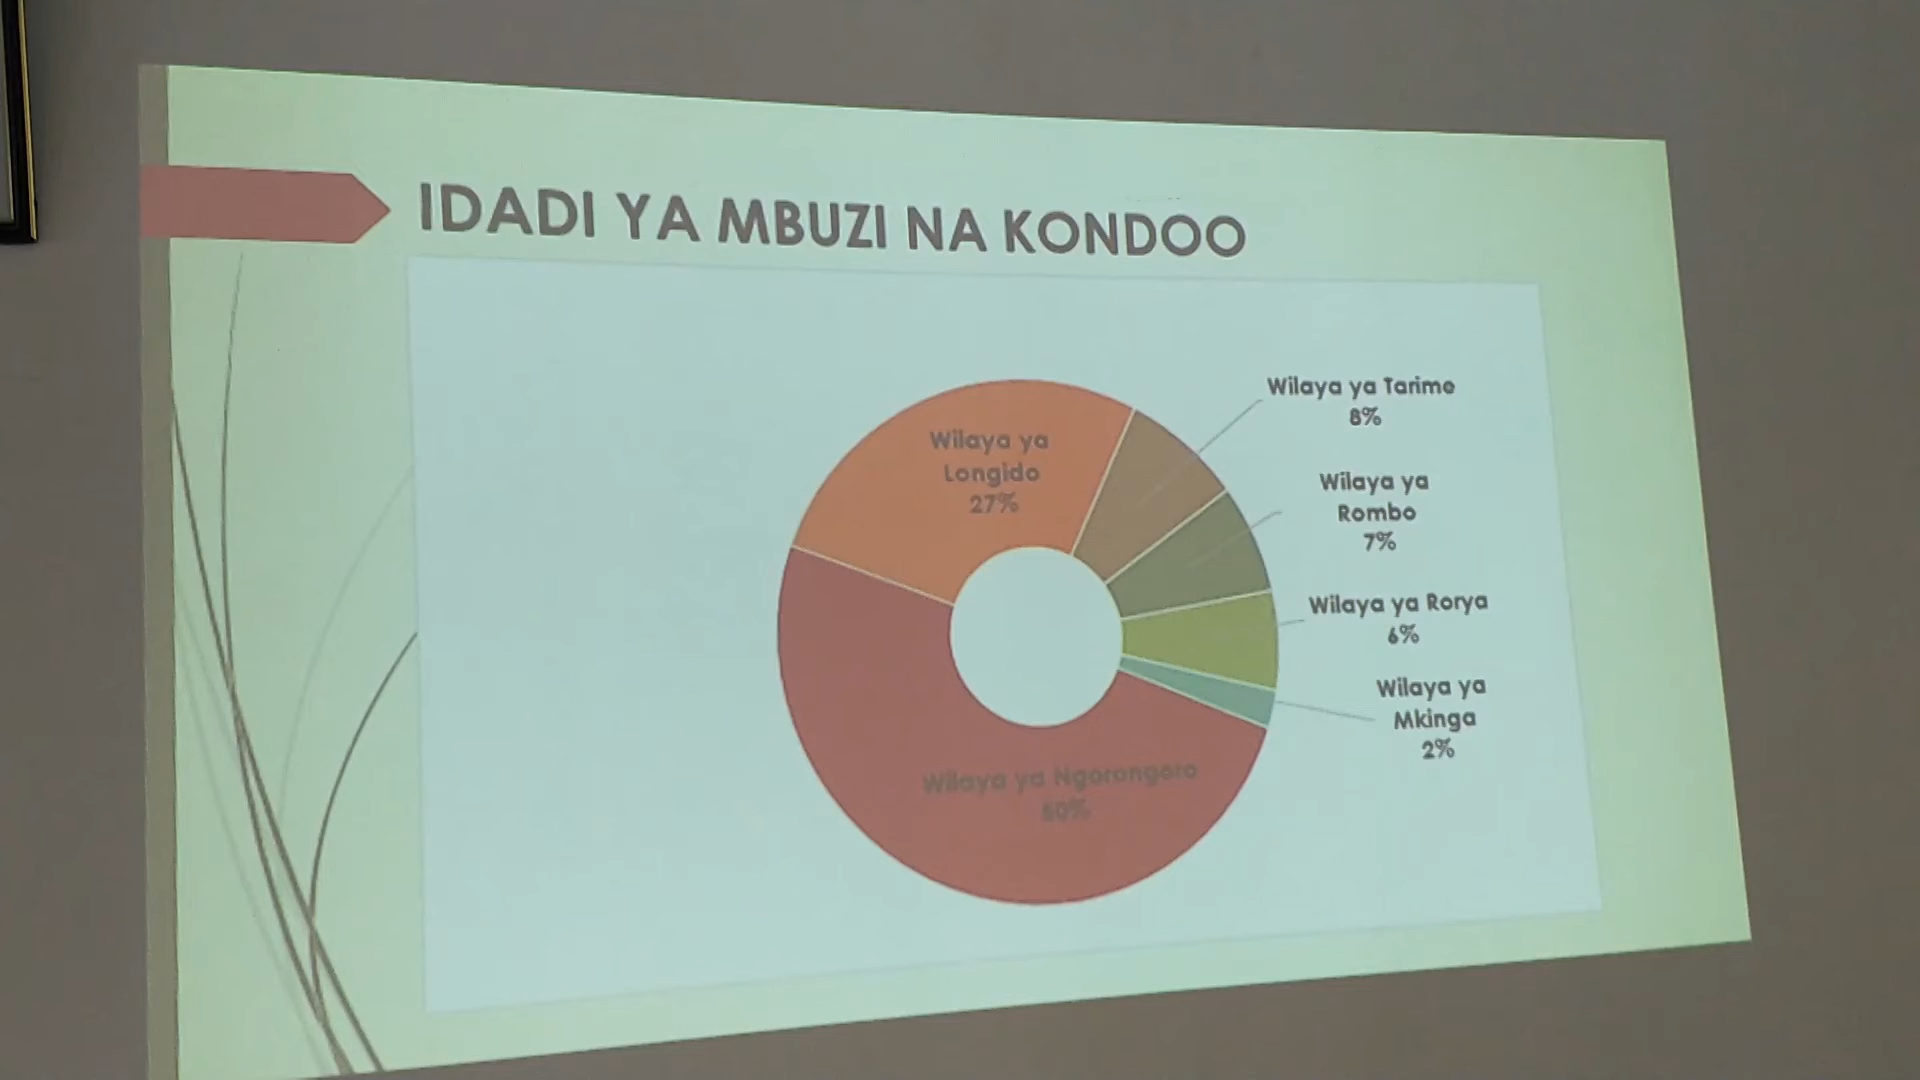 IDADI YA MBUZI NA KONDOO
Wilaya ya Tarime
8%
Wilaya ya
Longido
27%
Wilaya ya
Rombo
7%
Wilaya ya Rorya
6%
Wilaya ya
Mkinga
2%
Wilaya ya Ngorongoro
50%